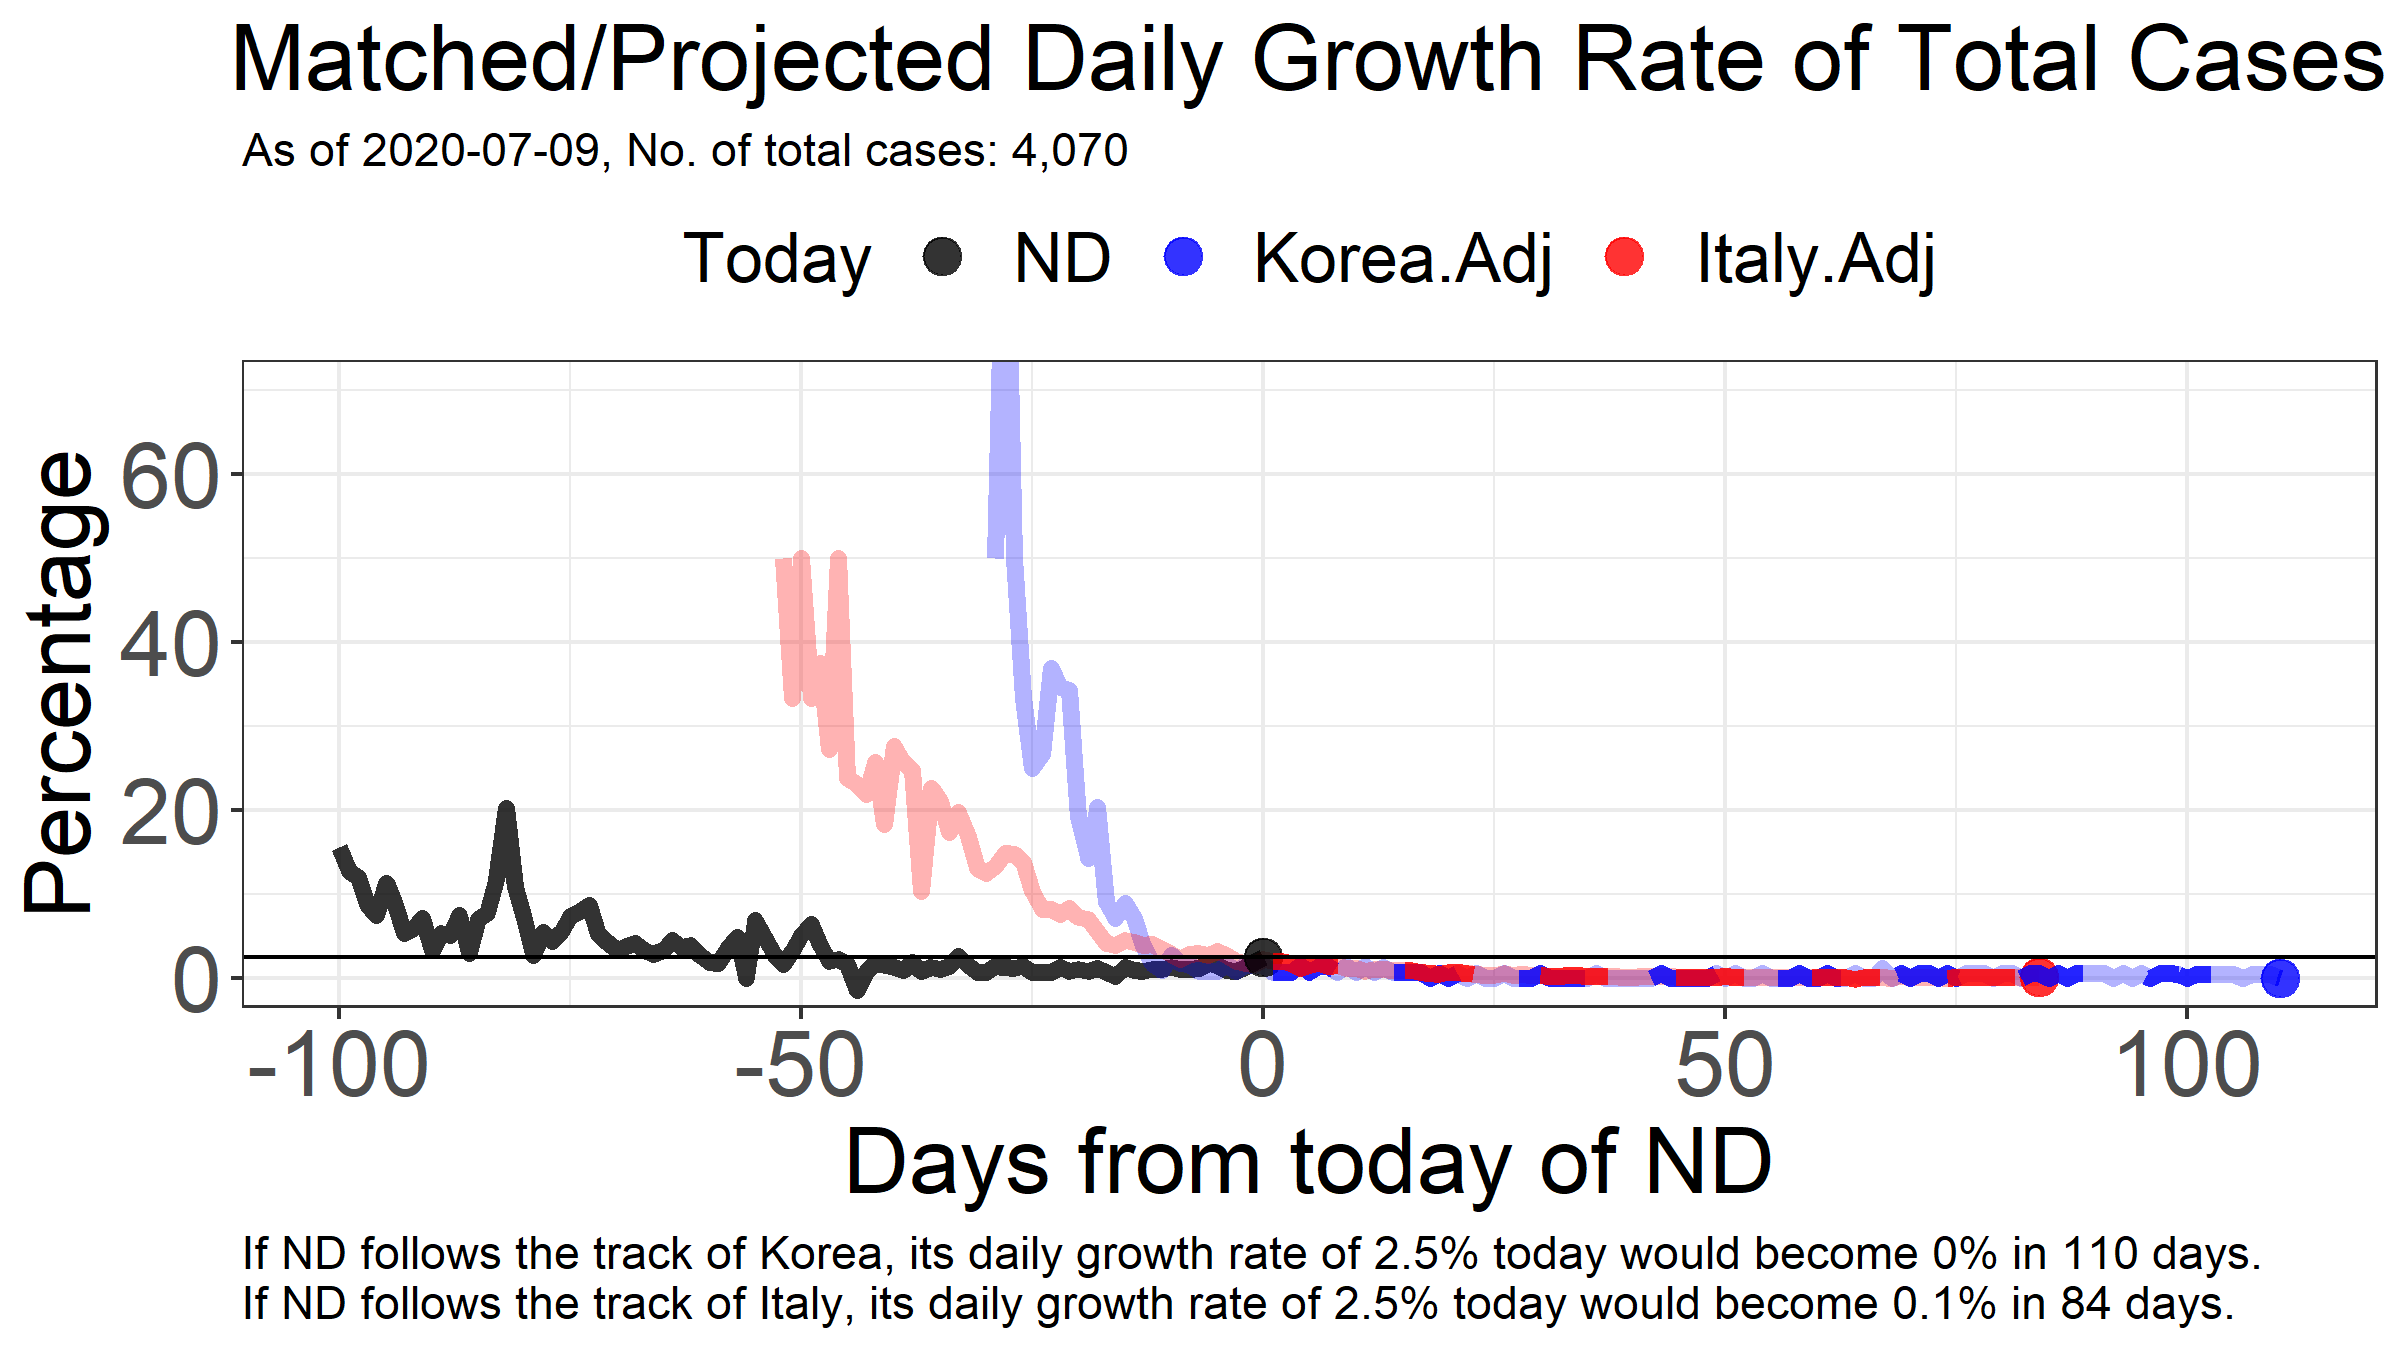 Matched/Projected Daily Growth Rate of Total Cases
As of 2020-07-09, No. of total cases: 4,070
Today ND Korea.Adj Italy.Adj
Percentage
60
40
20
0
-100 -50 0 50 100
Days from today of ND
If ND follows the track of Korea, its daily growth rate of 2.5% today would become 0% in 110 days.
If ND follows the track of Italy, its daily growth rate of 2.5% today would become 0.1% in 84 days.